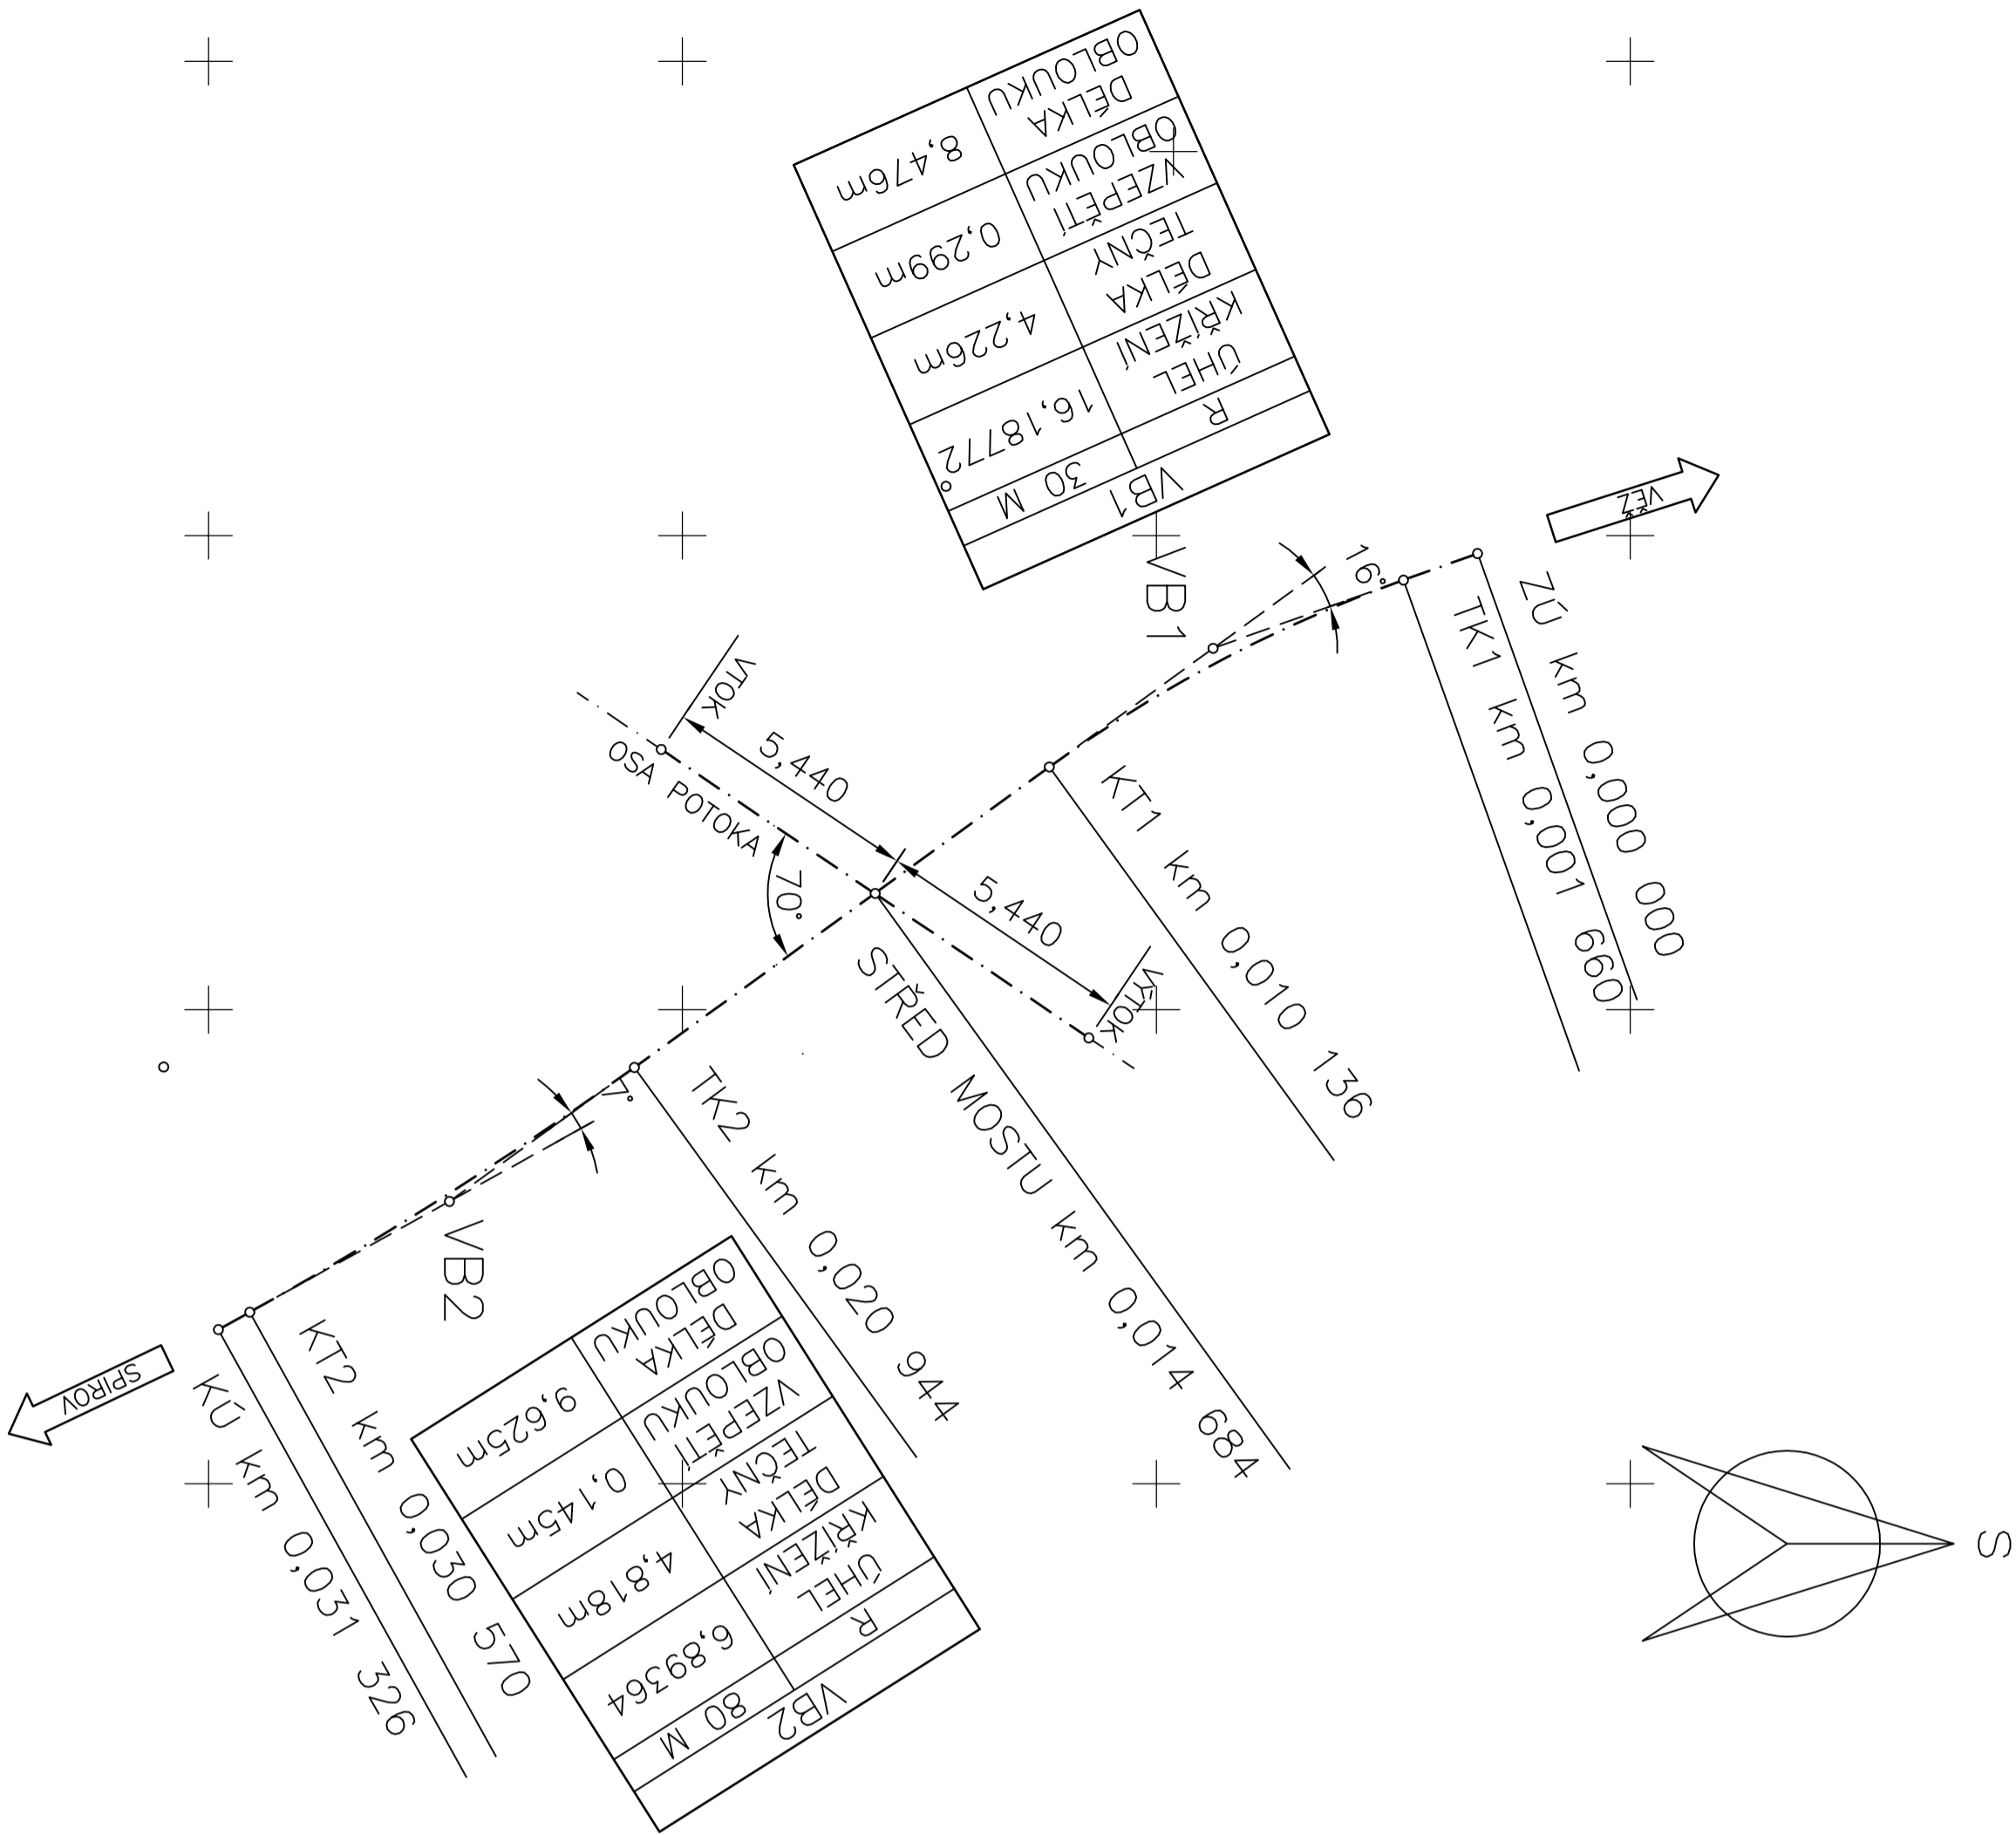 VB1
R
30 M
ÚHEL
KŘÍŽENÍ
16,18772°
DÉLKA
TEČNY
4,226m
VZEPĚTÍ
OBLOUKU
0,299m
DÉLKA
OBLOUKU
8,476m
VĚŽ
ZÚ km 0,000 000
TK1 km 0,001 660
16°
VB1
KT1 km 0,010 136
VTOK
5,440
OSA POTOKA
70°
5,440
VÝTOK
STŘED MOSTU km 0,014 684
TK2 km 0,020 944
7°
VB2
KT2 km 0,030 570
KÚ km 0,031 326
SPIROV
VB2
R
80 M
ÚHEL
KŘÍŽENÍ
6,89364
DÉLKA
TEČNY
4,818m
VZEPĚTÍ
OBLOUKU
0,145m
DÉLKA
OBLOUKU
9,625m
S